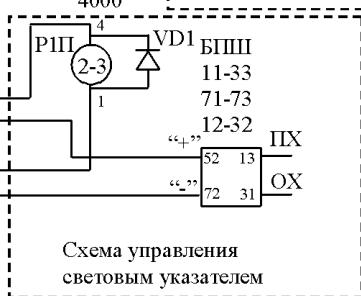 4000
4
Р1П
VD1
БПШ
2-3
11-33
71-73
1
12-32
“+”
52
13
ПХ
“-”
72
31
ОХ
Схема управления
световым указателем